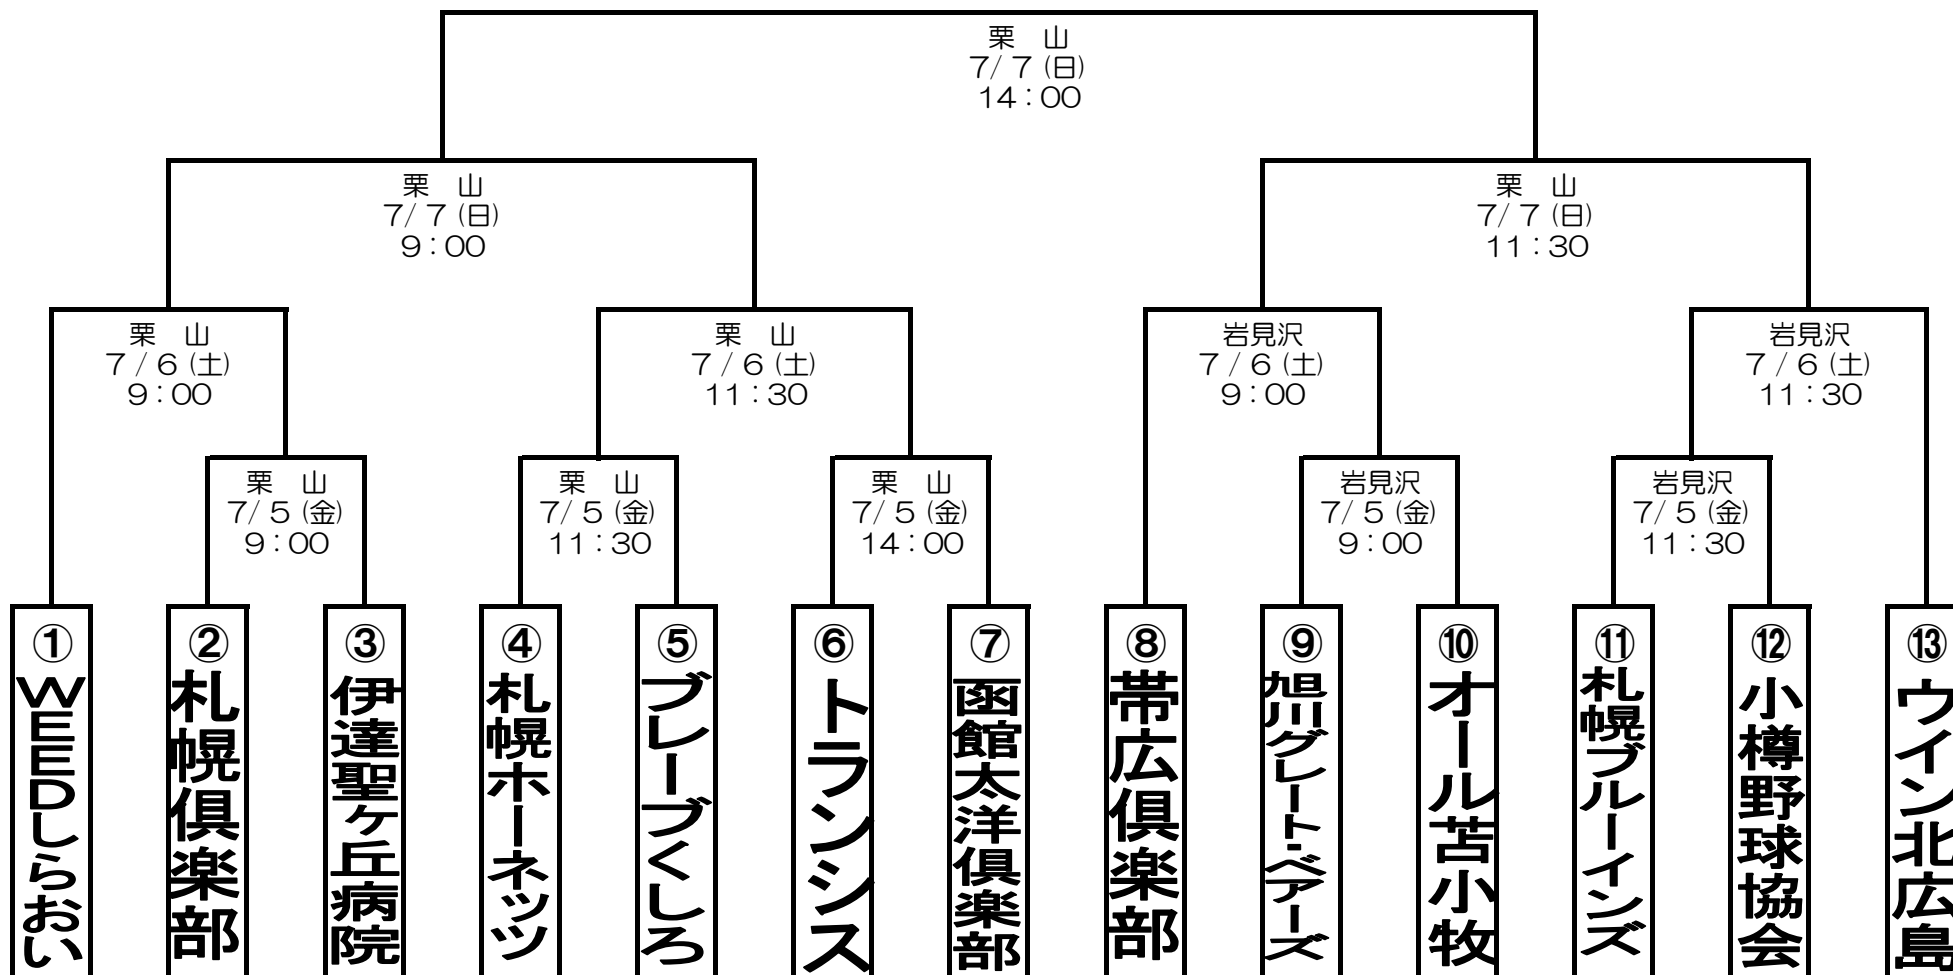 栗　山
7/ 7 (日)
14：00
栗　山
7/ 7 (日)
9：00
栗　山
7/ 7 (日)
11：30
栗　山
7 / 6 (土)
9：00
栗　山
7 / 6 (土)
11：30
岩見沢
7 / 6 (土)
9：00
岩見沢
7 / 6 (土)
11：30
栗　山
7/ 5 (金)
9：00
栗　山
7/ 5 (金)
11：30
栗　山
7/ 5 (金)
14：00
岩見沢
7/ 5 (金)
9：00
岩見沢
7/ 5 (金)
11：30
①
WEEDしらおい
②
札幌倶楽部
③
伊達聖ヶ丘病院
④
札幌ホーネッツ
⑤
ブレーブくしろ
⑥
トランシス
⑦
函館太洋倶楽部
⑧
帯広倶楽部
⑨
旭川グレート・ベアーズ
⑩
オール苫小牧
⑪
札幌ブルーインズ
⑫
小樽野球協会
⑬
ウイン北広島